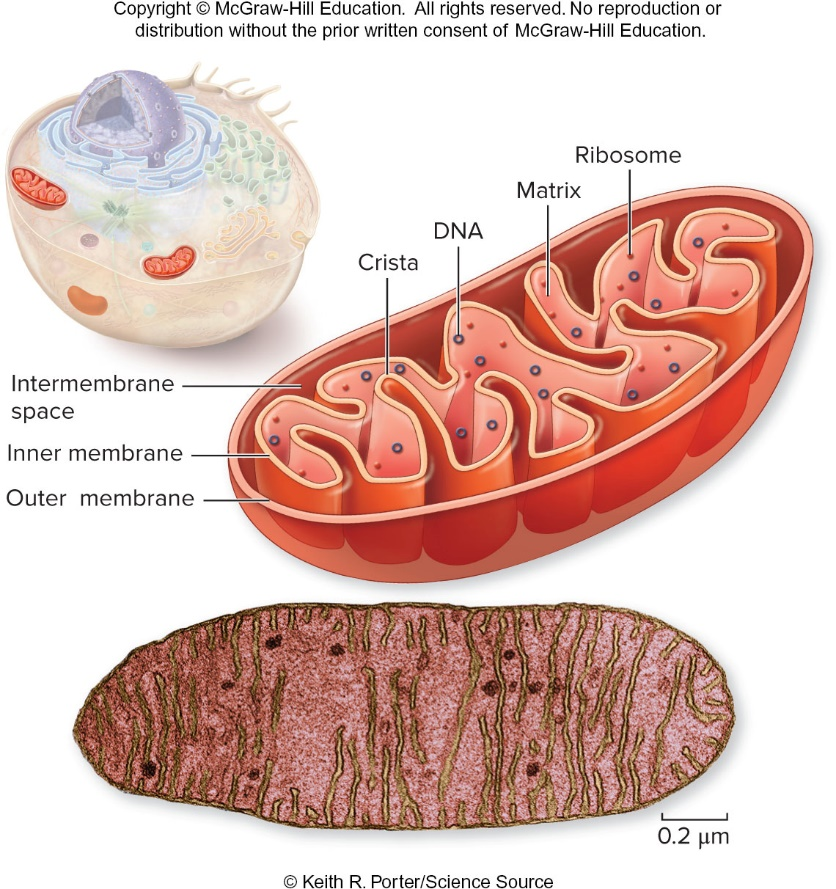 Copyright © McGraw-Hill Education. All rights reserved. No reproduction or
distribution without the prior written consent of McGraw-Hill Education.
Ribosome
Matrix
DNA
Crista
Intermembrane
space
Inner membrane
Outer membrane
0.2 μm
© Keith R. Porter/Science Source